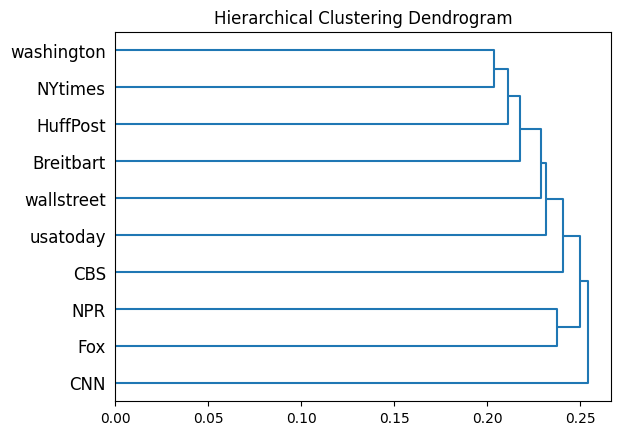 Hierarchical Clustering Dendrogram
washington
NYtimes
HuffPost
Breitbart
wallstreet
usatoday
CBS
NPR
Fox
CNN
0.00 0.05 0.10 0.15 0.20 0.25